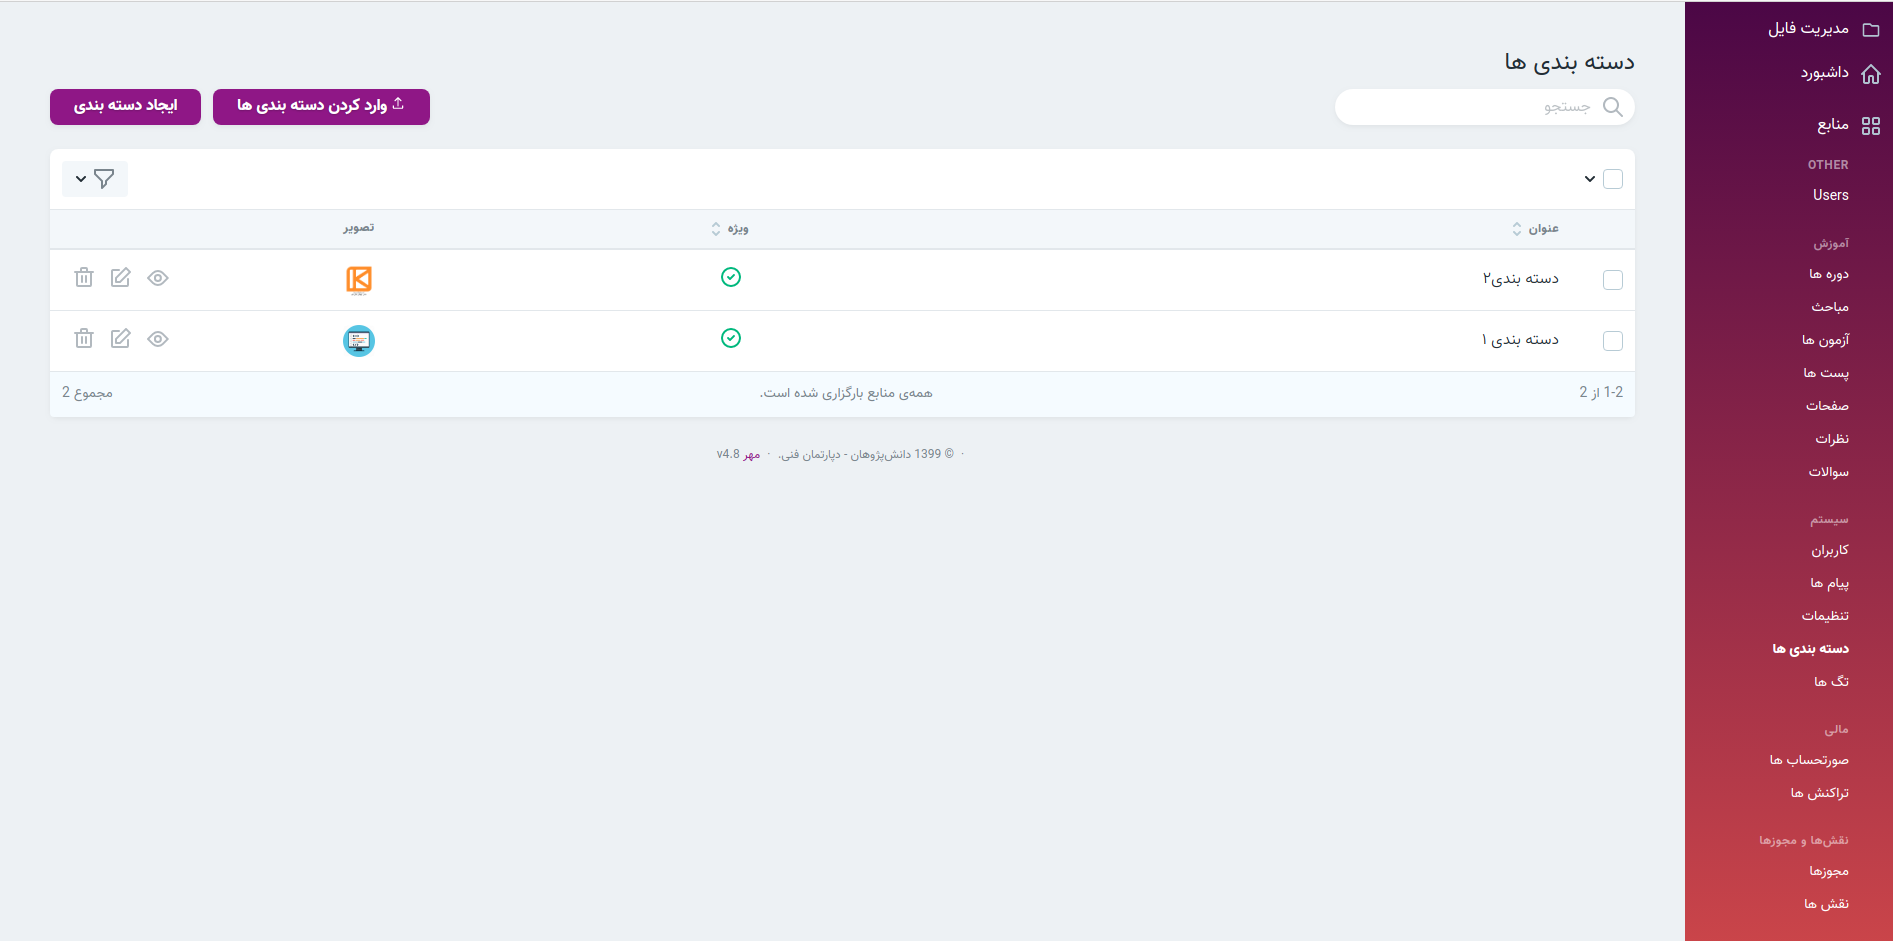 مدیریت فایل
داشبورد
منابع
OTHER
Users
آموزش
دوره ها
مباحث
آزمون ها
پست ها
صفحات
نظرات
سوالات
سیستم
کاربران
پیام ها
تنظیمات
دسته بندی ها
تگ ها
مالی
صورتحساب ها
تراکنش ها
نقش‌ها و مجوزها
مجوزها
نقش ها
دسته بندی ها
جستجو
وارد کردن دسته بندی ها
ایجاد دسته بندی
عنوان ویژه تصویر
دسته بندی۲
دسته بندی ۱
1-2 از 2 همه‌ی منابع بارگزاری شده است. مجموع 2
· © 1399 دانش‌پژوهان - دپارتمان فنی. · مهر v4.8